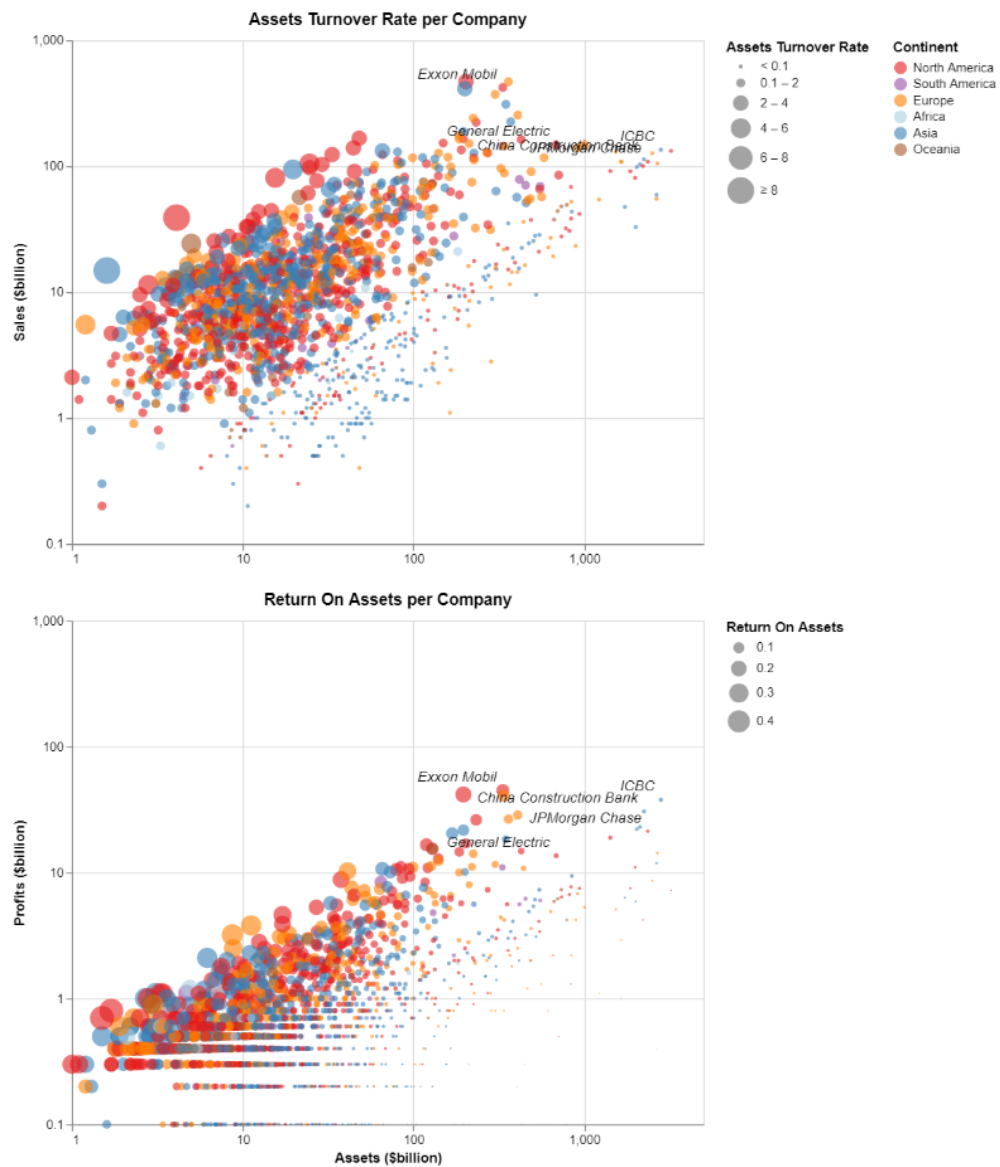 Assets Turnover Rate per Company
1,000
100
10
1
0.1
Sales ($billion)
1
10
100
1,000
Exxon Mobil
General Electric
China Construction Bank
JPMorgan Chase
ICBC
Assets Turnover Rate
< 0.1
0.1 – 2
2 – 4
4 – 6
6 – 8
≥ 8
Continent
North America
South America
Europe
Africa
Asia
Oceania
Return On Assets per Company
1,000
100
10
1
0.1
Profits ($billion)
1
10
100
1,000
Assets ($billion)
Exxon Mobil
ICBC
China Construction Bank
JPMorgan Chase
General Electric
Return On Assets
0.1
0.2
0.3
0.4